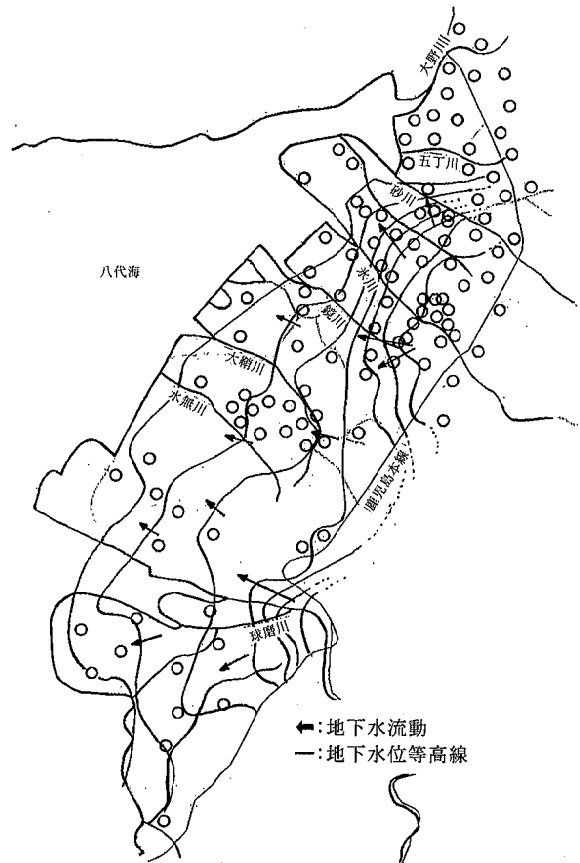 大野川
五丁川
砂川
八代海
氷川
鏡川
大鞘川
水無川
鹿児島本線
球磨川
←:地下水流動
―:地下水位等高線